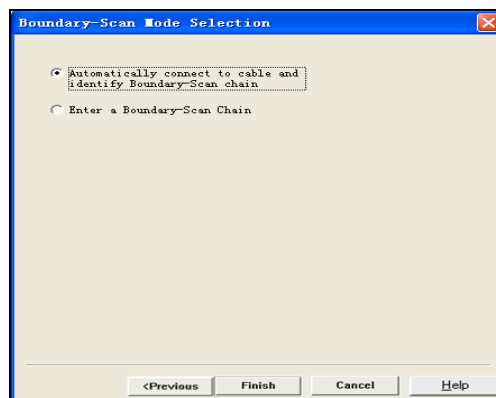 Boundary-Scan Mode Selection
Automatically connect to cable and
identify Boundary-Scan chain
Enter a Boundary-Scan Chain
<Previous
Finish
Cancel
Help